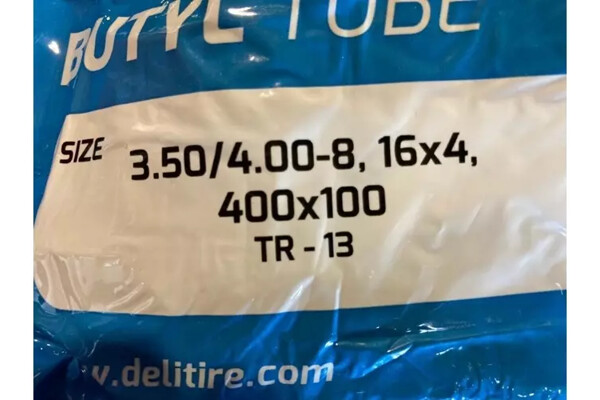 BUTYL TUBE
SIZE 3.50/4.00-8, 16x4,
400x100
TR - 13
.delitire.com